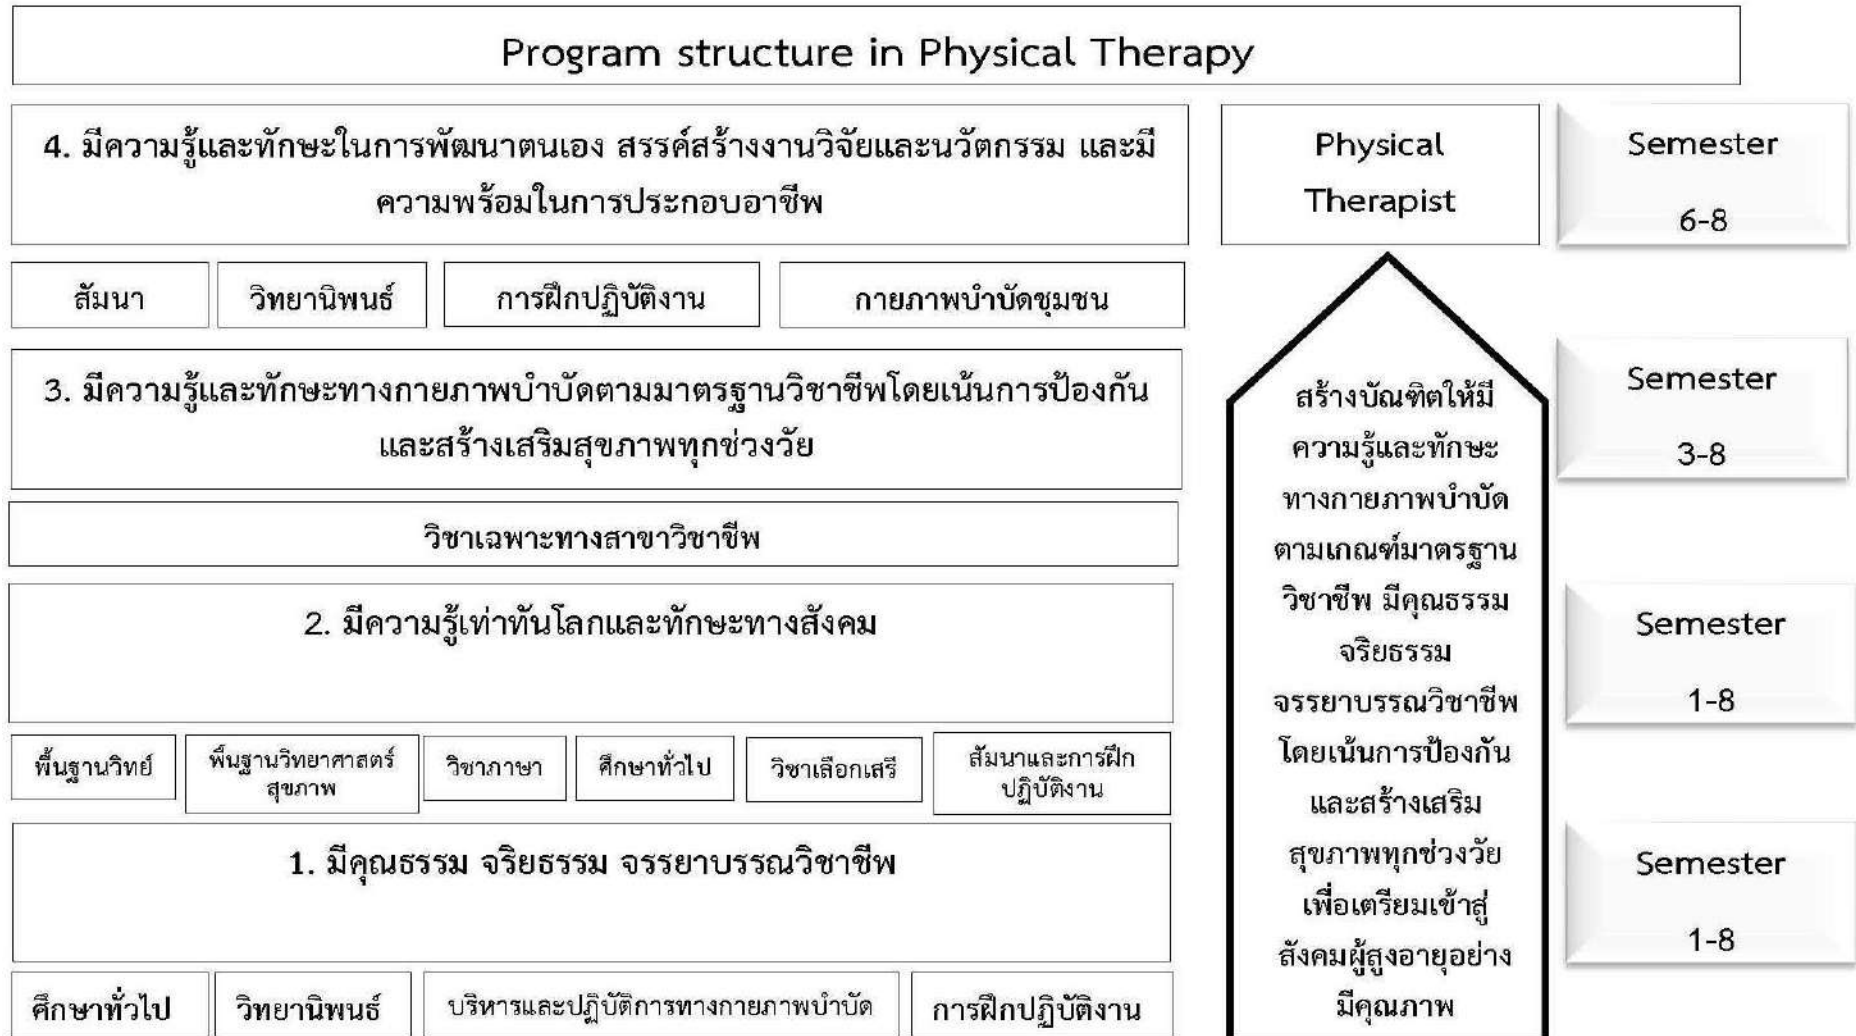 Program structure in Physical Therapy
4. มีความรู้และทักษะในการพัฒนาตนเอง สรรค์สร้างงานวิจัยและนวัตกรรม และมี
ความพร้อมในการประกอบอาชีพ
Physical
Therapist
Semester
6-8
สัมนา
วิทยานิพนธ์
การฝึกปฏิบัติงาน
กายภาพบำบัดชุมชน
3. มีความรู้และทักษะทางกายภาพบำบัดตามมาตรฐานวิชาชีพโดยเน้นการป้องกัน
และสร้างเสริมสุขภาพทุกช่วงวัย
Semester
3-8
วิชาเฉพาะทางสาขาวิชาชีพ
2. มีความรู้เท่าทันโลกและทักษะทางสังคม
Semester
1-8
พื้นฐานวิทย์
พื้นฐานวิทยาศาสตร์
สุขภาพ
วิชาภาษา
ศึกษาทั่วไป
วิชาเลือกเสรี
สัมนาและการฝึก
ปฏิบัติงาน
1. มีคุณธรรม จริยธรรม จรรยาบรรณวิชาชีพ
Semester
1-8
ศึกษาทั่วไป
วิทยานิพนธ์
บริหารและปฏิบัติการทางกายภาพบำบัด
การฝึกปฏิบัติงาน
สร้างบัณฑิตให้มี
ความรู้และทักษะ
ทางกายภาพบำบัด
ตามเกณฑ์มาตรฐาน
วิชาชีพ มีคุณธรรม
จริยธรรม
จรรยาบรรณวิชาชีพ
โดยเน้นการป้องกัน
และสร้างเสริม
สุขภาพทุกช่วงวัย
เพื่อเตรียมเข้าสู่
สังคมผู้สูงอายุอย่าง
มีคุณภาพ